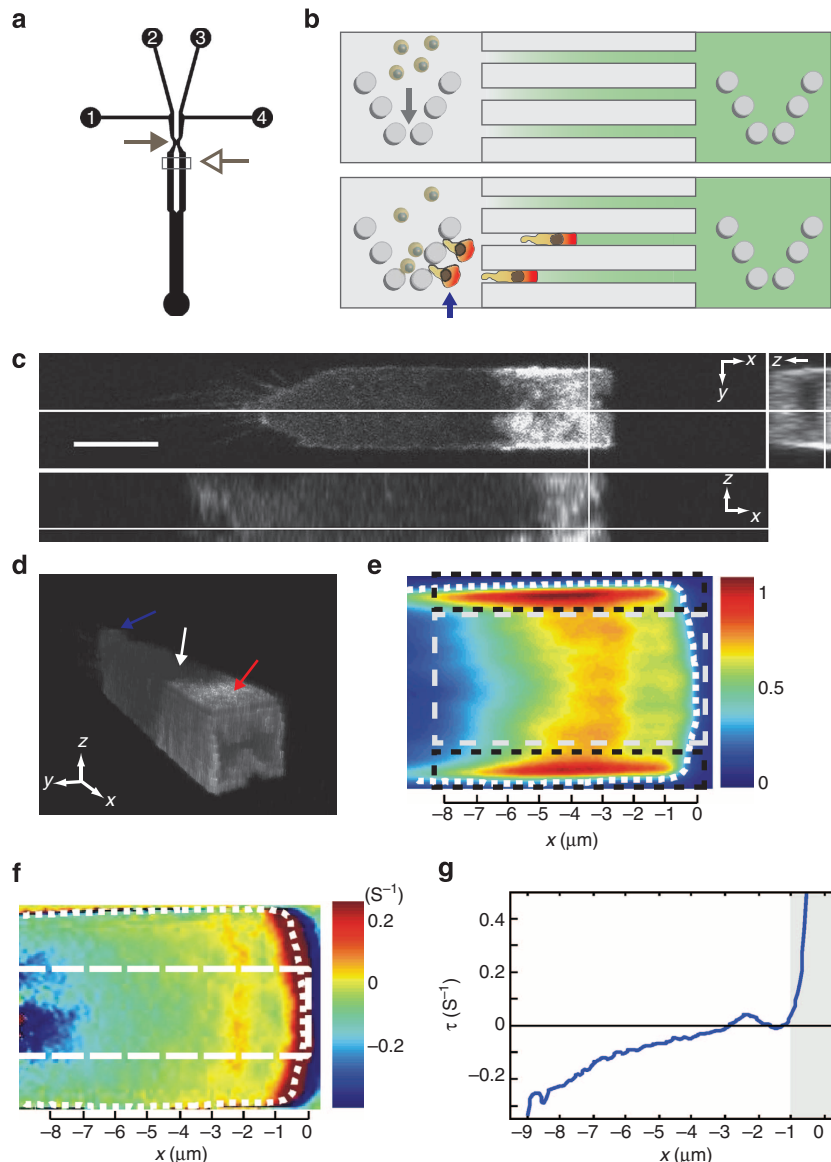 a
2 3
1 4
b
c
x
y
z
z
x
d
z
y
x
e
1
0.5
0
–8 –7 –6 –5 –4 –3 –2 –1 0
x (μm)
f
(S⁻¹)
0.2
0
–0.2
–8 –7 –6 –5 –4 –3 –2 –1 0
x (μm)
g
0.4
0.2
0
–0.2
τ (S⁻¹)
–9 –8 –7 –6 –5 –4 –3 –2 –1 0
x (μm)